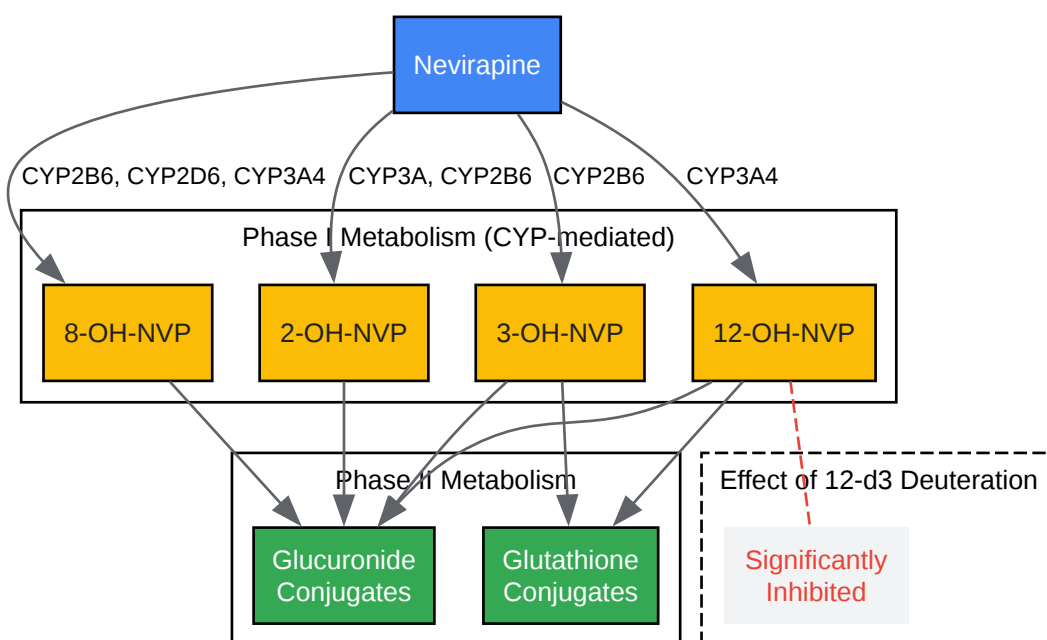 Nevirapine
CYP2B6, CYP2D6, CYP3A4
CYP3A, CYP2B6
CYP2B6
CYP3A4
Phase I Metabolism (CYP-mediated)
8-OH-NVP
2-OH-NVP
3-OH-NVP
12-OH-NVP
Phase II Metabolism
Effect of 12-d3 Deuteration
Glucuronide
Conjugates
Glutathione
Conjugates
Significantly
Inhibited